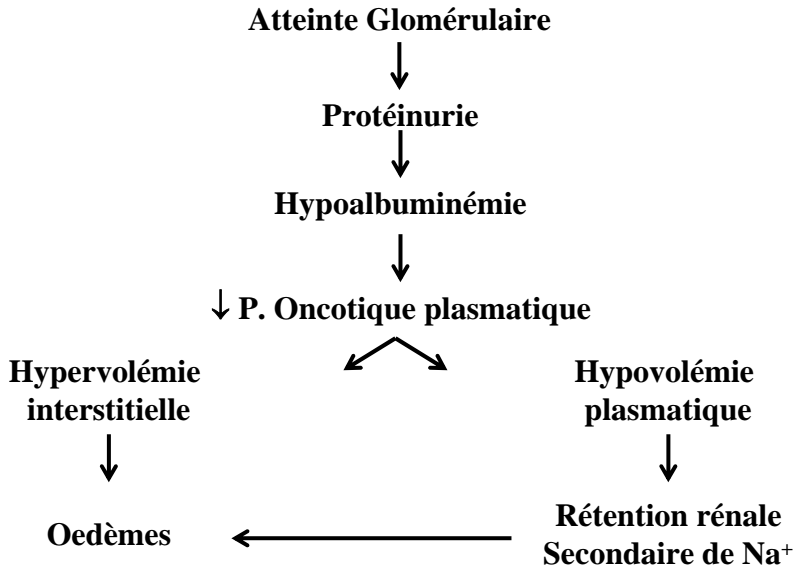 Atteinte Glomérulaire
Protéinurie
Hypoalbuminémie
↓ P. Oncotique plasmatique
Hypervolémie
interstitielle
Hypovolémie
plasmatique
Oedèmes
Rétention rénale
Secondaire de Na⁺